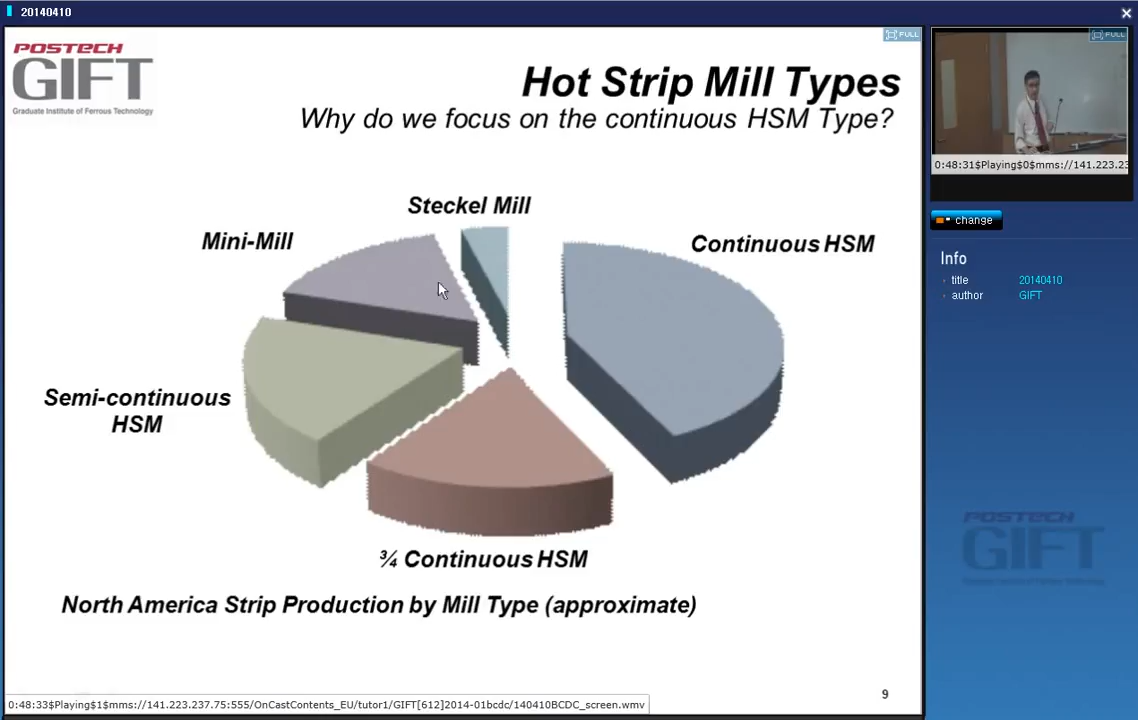 20140410
POSTECH
GIFT
Graduate Institute of Ferrous Technology
FULL
Hot Strip Mill Types
Why do we focus on the continuous HSM Type?
Steckel Mill
Mini-Mill
Continuous HSM
Semi-continuous
HSM
¾ Continuous HSM
North America Strip Production by Mill Type (approximate)
9
0:48:33$Playing$1$mms://141.223.237.75:555/OnCastContents_EU/tutor1/GIFT[612]2014-01bcdc/140410BCDC_screen.wmv
FULL
0:48:31$Playing$0$mms://141.223.23
change
Info
title 20140410
author GIFT
POSTECH
GIFT